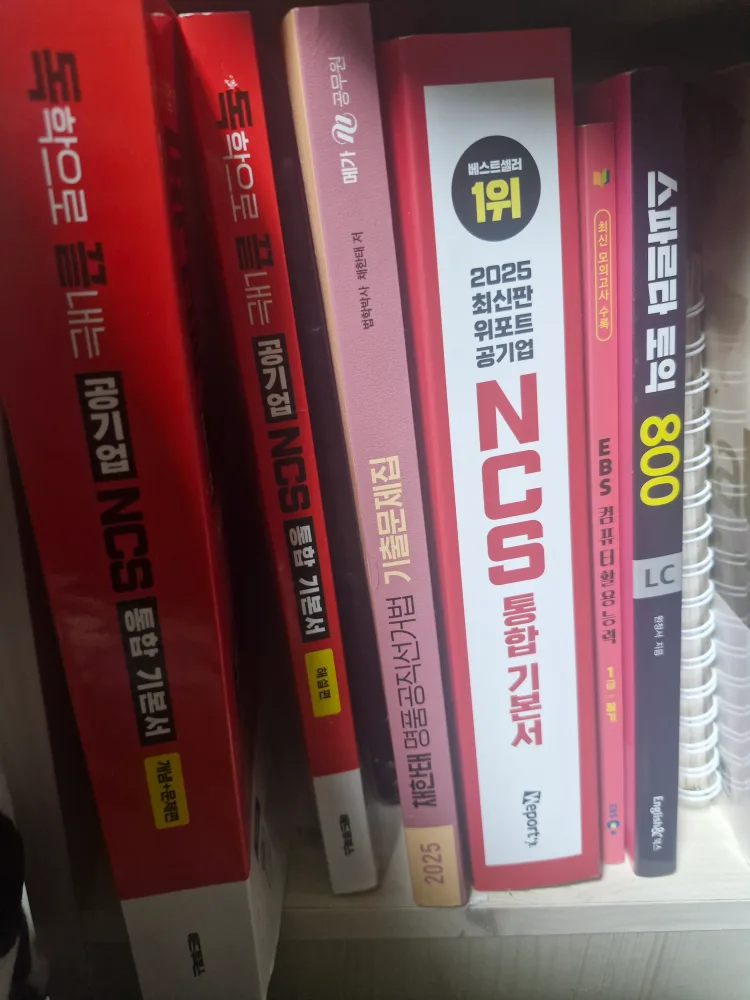 독학으로 끝내는 공기업 NCS 통합 기본서 개념+문제편
독학으로 끝내는 공기업 NCS 통합 기본서 해설편
메가 공무원
법학박사 채한태 저
채한태 명품공직선거법 기출문제집
2025
베스트셀러
1위
2025
최신판
위포트
공기업
NCS
통합 기본서
Weport
최신 모의고사 수록
EBS 컴퓨터활용능력 1급 필기
스파르타 토익 800
LC
English&북스